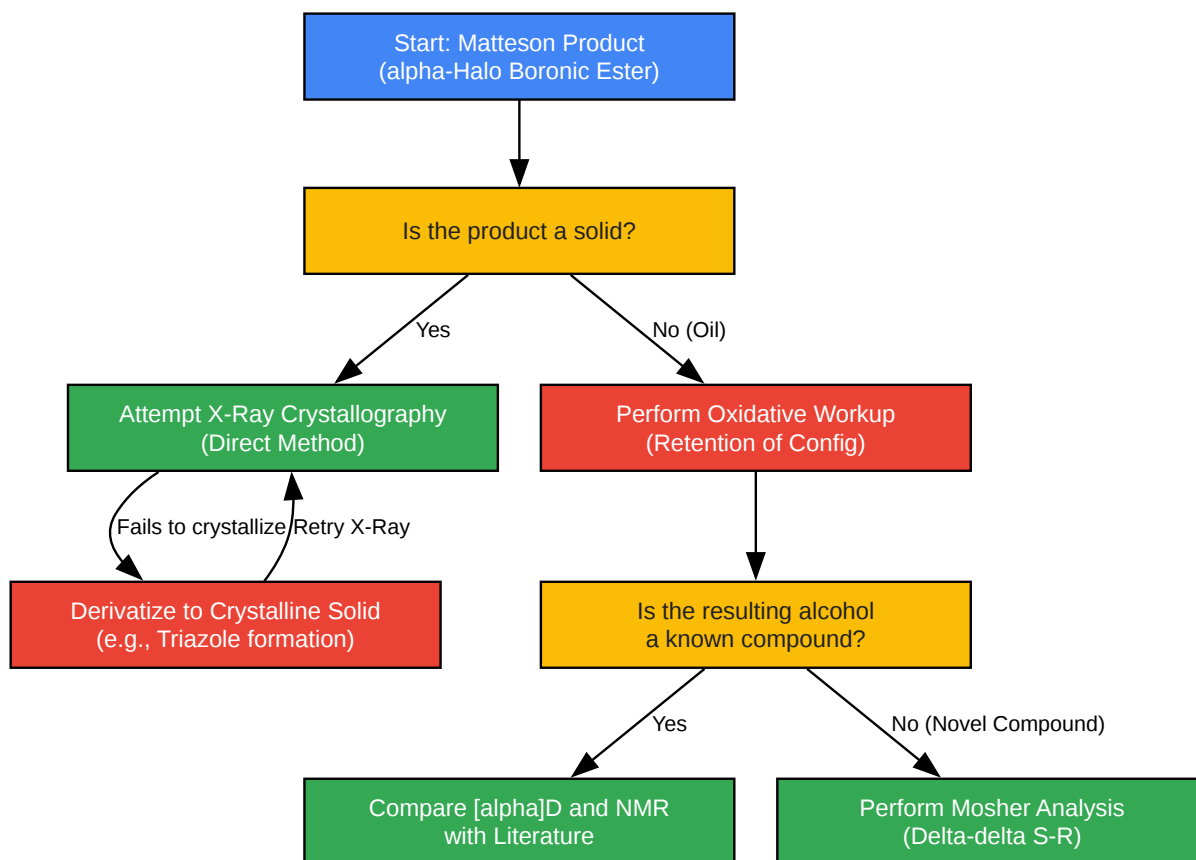 Start: Matteson Product
(alpha-Halo Boronic Ester)
Is the product a solid?
Yes
No (Oil)
Attempt X-Ray Crystallography
(Direct Method)
Perform Oxidative Workup
(Retention of Config)
Fails to crystallize
Retry X-Ray
Derivatize to Crystalline Solid
(e.g., Triazole formation)
Is the resulting alcohol
a known compound?
Yes
No (Novel Compound)
Compare [alpha]D and NMR
with Literature
Perform Mosher Analysis
(Delta-delta S-R)